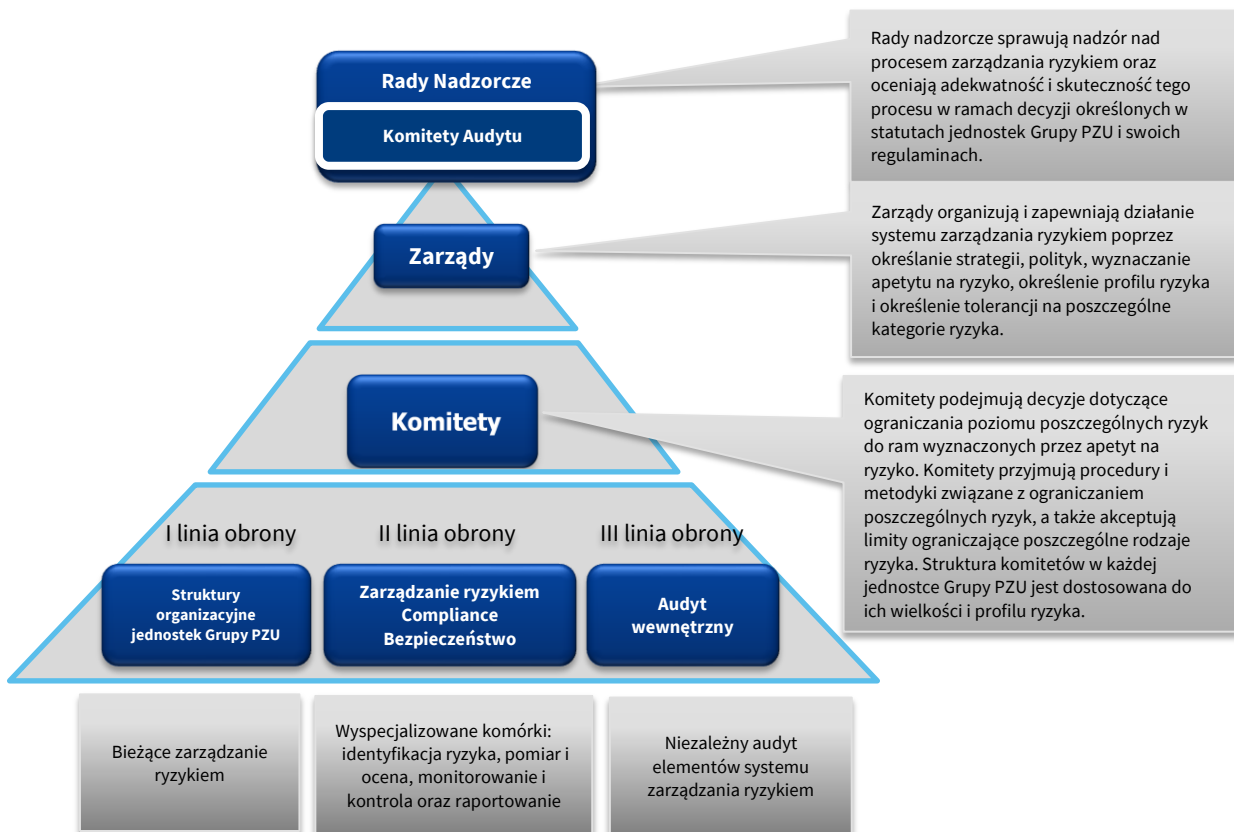 Rady Nadzorcze
Komitety Audytu
Rady nadzorcze sprawują nadzór nad
procesem zarządzania ryzykiem oraz
oceniają adekwatność i skuteczność tego
procesu w ramach decyzji określonych w
statutach jednostek Grupy PZU i swoich
regulaminach.
Zarządy
Zarządy organizują i zapewniają działanie
systemu zarządzania ryzykiem poprzez
określanie strategii, polityk, wyznaczanie
apetytu na ryzyko, określenie profilu ryzyka
i określenie tolerancji na poszczególne
kategorie ryzyka.
Komitety
Komitety podejmują decyzje dotyczące
ograniczania poziomu poszczególnych ryzyk
do ram wyznaczonych przez apetyt na
ryzyko. Komitety przyjmują procedury i
metodyki związane z ograniczaniem
poszczególnych ryzyk, a także akceptują
limity ograniczające poszczególne rodzaje
ryzyka. Struktura komitetów w każdej
jednostce Grupy PZU jest dostosowana do
ich wielkości i profilu ryzyka.
I linia obrony
Struktury
organizacyjne
jednostek Grupy PZU
II linia obrony
Zarządzanie ryzykiem
Compliance
Bezpieczeństwo
III linia obrony
Audyt
wewnętrzny
Bieżące zarządzanie
ryzykiem
Wyspecjalizowane komórki:
identyfikacja ryzyka, pomiar i
ocena, monitorowanie i
kontrola oraz raportowanie
Niezależny audyt
elementów systemu
zarządzania ryzykiem